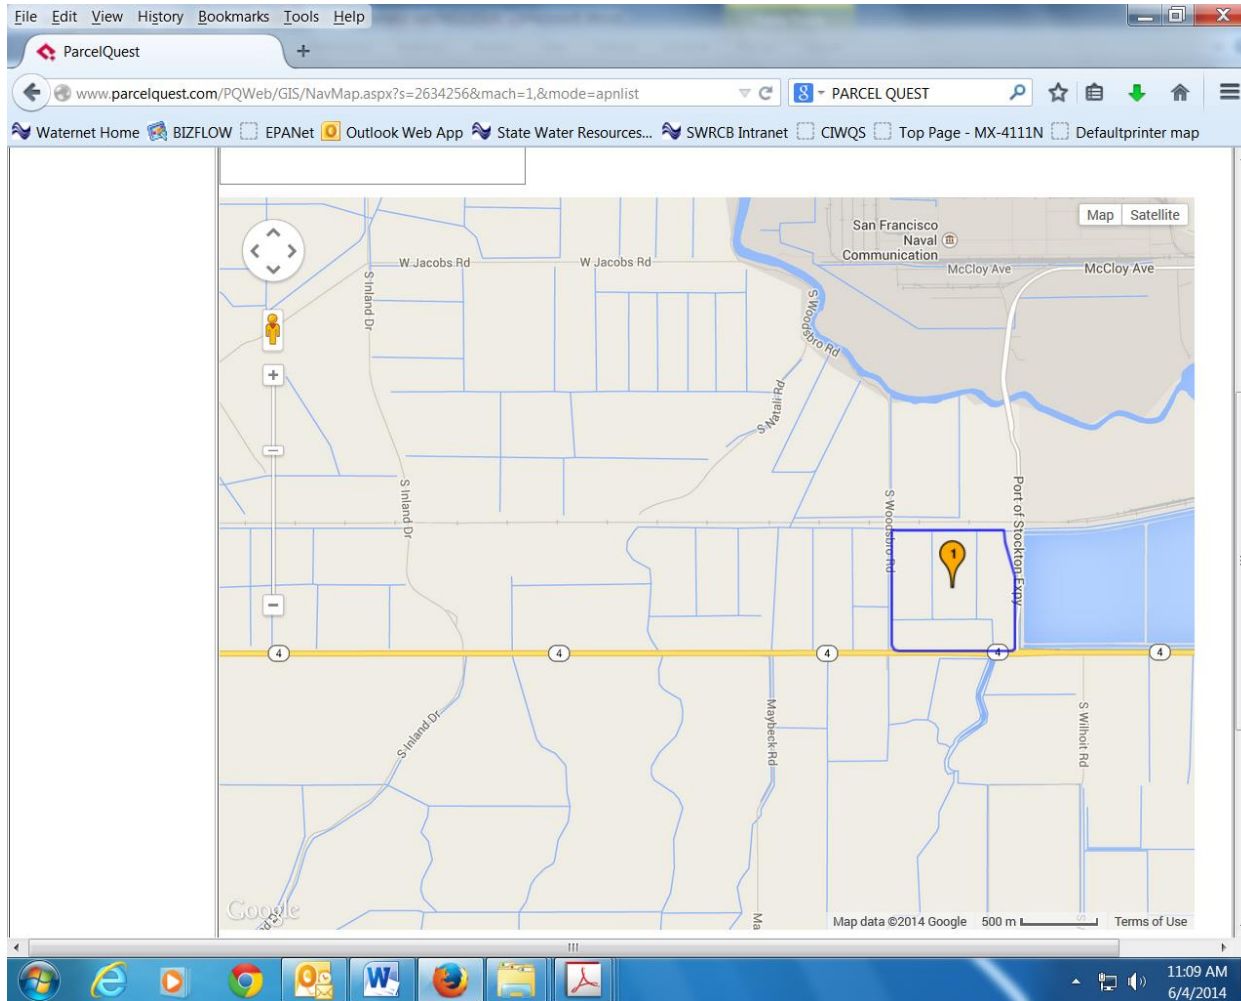 File Edit View History Bookmarks Tools Help
ParcelQuest
www.parcelquest.com/PQWeb/GIS/NavMap.aspx?s=2634256&mach=1,&mode=apnlist
PARCEL QUEST
Waternet Home BIZFLOW EPANet Outlook Web App State Water Resources... SWRCB Intranet CIWQS Top Page - MX-4111N Defaultprinter map
Map Satellite
San Francisco
Naval
Communication
W Jacobs Rd
W Jacobs Rd
McCloy Ave
McCloy Ave
S Inland Dr
S Woodsbro Rd
S Natali Rd
S Inland Dr
S Woodsbro Rd
Port of Stockton Expy
1
4
4
4
4
4
S Inland Dr
Maybeck Rd
S Wilhoit Rd
Ma
Google
Map data ©2014 Google 500 m Terms of Use
11:09 AM
6/4/2014